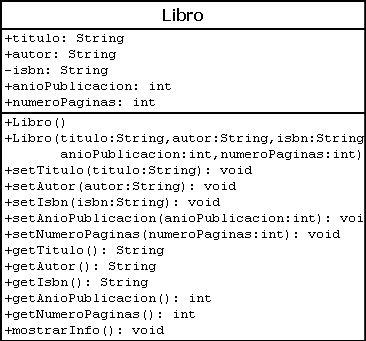 Libro
+titulo: String
+autor: String
-isbn: String
+anioPublicacion: int
+numeroPaginas: int
+Libro()
+Libro(titulo:String,autor:String,isbn:String
anioPublicacion:int,numeroPaginas:int)
+setTitulo(titulo:String): void
+setAutor(autor:String): void
+setIsbn(isbn:String): void
+setAnioPublicacion(anioPublicacion:int): voi
+setNumeroPaginas(numeroPaginas:int): void
+getTitulo(): String
+getAutor(): String
+getIsbn(): String
+getAnioPublicacion(): int
+getNumeroPaginas(): int
+mostrarInfo(): void